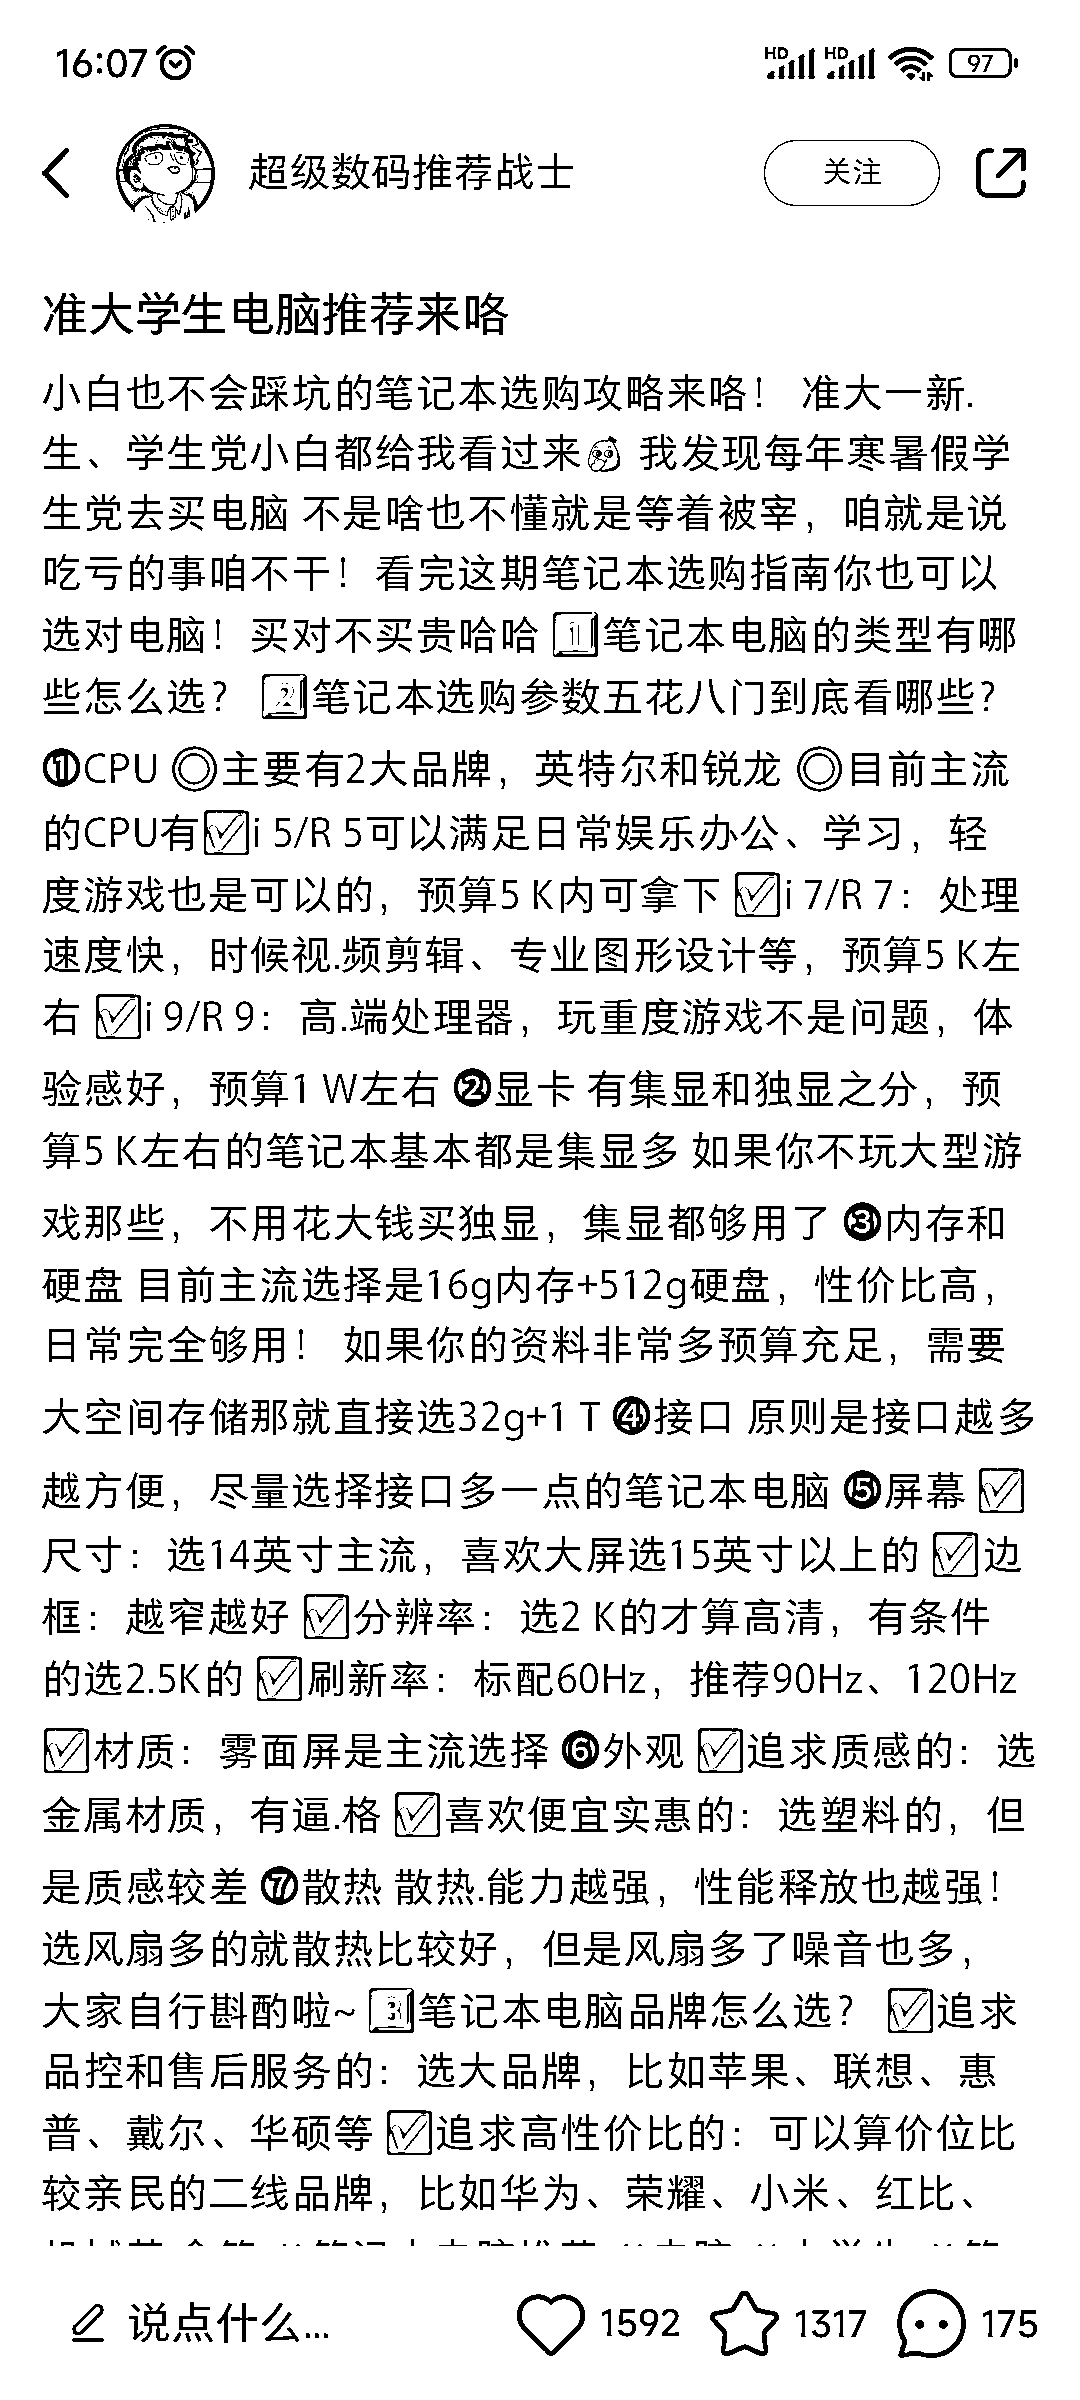 16:07
HD HD 97
超级数码推荐战士
关注
准大学生电脑推荐来咯
小白也不会踩坑的笔记本选购攻略来咯！ 准大一新.
生、学生党小白都给我看过来 我发现每年寒暑假学
生党去买电脑 不是啥也不懂就是等着被宰，咱就是说
吃亏的事咱不干！看完这期笔记本选购指南你也可以
选对电脑！买对不买贵哈哈 1️⃣笔记本电脑的类型有哪
些怎么选？ 2️⃣笔记本选购参数五花八门到底看哪些？
❶CPU ◎主要有2大品牌，英特尔和锐龙 ◎目前主流
的CPU有☑i 5/R 5可以满足日常娱乐办公、学习，轻
度游戏也是可以的，预算5 K内可拿下 ☑i 7/R 7：处理
速度快，时候视.频剪辑、专业图形设计等，预算5 K左
右 ☑i 9/R 9：高.端处理器，玩重度游戏不是问题，体
验感好，预算1 W左右 ❷显卡 有集显和独显之分，预
算5 K左右的笔记本基本都是集显多 如果你不玩大型游
戏那些，不用花大钱买独显，集显都够用了 ❸内存和
硬盘 目前主流选择是16g内存+512g硬盘，性价比高，
日常完全够用！ 如果你的资料非常多预算充足，需要
大空间存储那就直接选32g+1 T ❹接口 原则是接口越多
越方便，尽量选择接口多一点的笔记本电脑 ❺屏幕 ☑
尺寸：选14英寸主流，喜欢大屏选15英寸以上的 ☑边
框：越窄越好 ☑分辨率：选2 K的才算高清，有条件
的选2.5K的 ☑刷新率：标配60Hz，推荐90Hz、120Hz
☑材质：雾面屏是主流选择 ❻外观 ☑追求质感的：选
金属材质，有逼.格 ☑喜欢便宜实惠的：选塑料的，但
是质感较差 ❼散热 散热.能力越强，性能释放也越强！
选风扇多的就散热比较好，但是风扇多了噪音也多，
大家自行斟酌啦~ 3️⃣笔记本电脑品牌怎么选？ ☑追求
品控和售后服务的：选大品牌，比如苹果、联想、惠
普、戴尔、华硕等 ☑追求高性价比的：可以算价位比
较亲民的二线品牌，比如华为、荣耀、小米、红比、
说点什么... 1592 1317 175